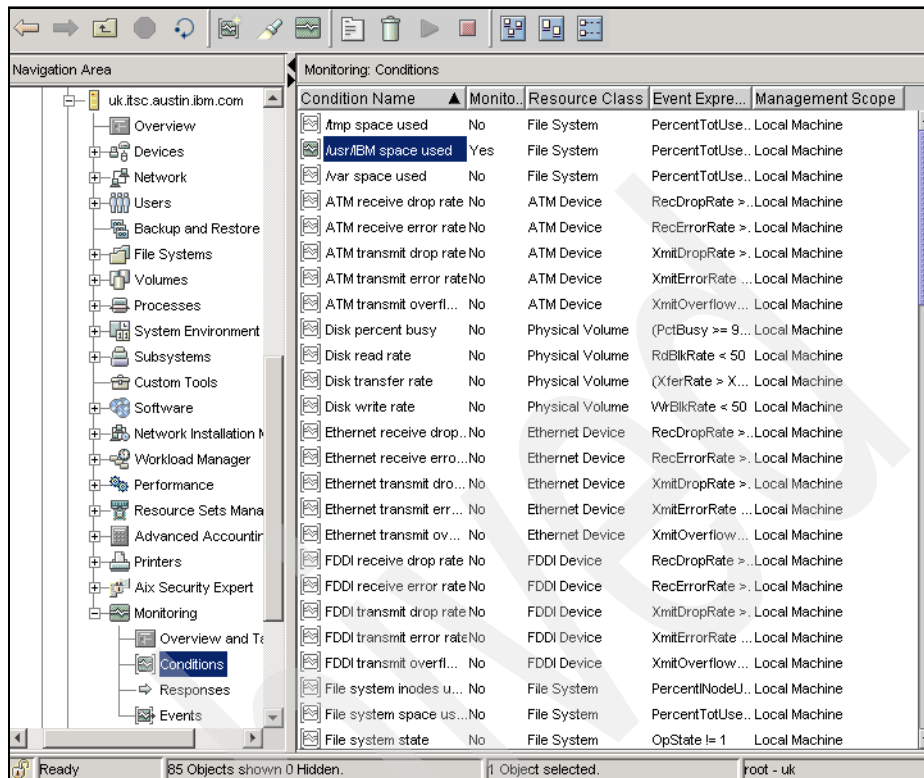 Navigation Area
Monitoring: Conditions
uk.itsc.austin.ibm.com
Overview
Devices
Network
Users
Backup and Restore
File Systems
Volumes
Processes
System Environment
Subsystems
Custom Tools
Software
Network Installation M
Workload Manager
Performance
Resource Sets Mana
Advanced Accountin
Printers
Aix Security Expert
Monitoring
Overview and Ta
Conditions
Responses
Events
Condition Name Monito.. Resource Class Event Expre... Management Scope
/tmp space used No File System PercentTotUse.. Local Machine
/usr/IBM space used Yes File System PercentTotUse.. Local Machine
/var space used No File System PercentTotUse.. Local Machine
ATM receive drop rate No ATM Device RecDropRate >.. Local Machine
ATM receive error rate No ATM Device RecErrorRate >. Local Machine
ATM transmit drop rate No ATM Device XmitDropRate >. Local Machine
ATM transmit error rate No ATM Device XmitErrorRate ... Local Machine
ATM transmit overfl... No ATM Device XmitOverflow... Local Machine
Disk percent busy No Physical Volume (PctBusy >= 9... Local Machine
Disk read rate No Physical Volume RdBlkRate < 50 Local Machine
Disk transfer rate No Physical Volume (XferRate > X... Local Machine
Disk write rate No Physical Volume WrBlkRate < 50 Local Machine
Ethernet receive drop.. No Ethernet Device RecDropRate >.. Local Machine
Ethernet receive erro... No Ethernet Device RecErrorRate >. Local Machine
Ethernet transmit dro... No Ethernet Device XmitDropRate >. Local Machine
Ethernet transmit err... No Ethernet Device XmitErrorRate ... Local Machine
Ethernet transmit ov... No Ethernet Device XmitOverflow... Local Machine
FDDI receive drop rate No FDDI Device RecDropRate >.. Local Machine
FDDI receive error rate No FDDI Device RecErrorRate >. Local Machine
FDDI transmit drop rate No FDDI Device XmitDropRate >. Local Machine
FDDI transmit error rate No FDDI Device XmitErrorRate ... Local Machine
FDDI transmit overfl... No FDDI Device XmitOverflow... Local Machine
File system inodes u... No File System PercentINodeU.. Local Machine
File system space us... No File System PercentTotUse.. Local Machine
File system state No File System OpState != 1 Local Machine
Ready 85 Objects shown 0 Hidden. 1 Object selected. root - uk